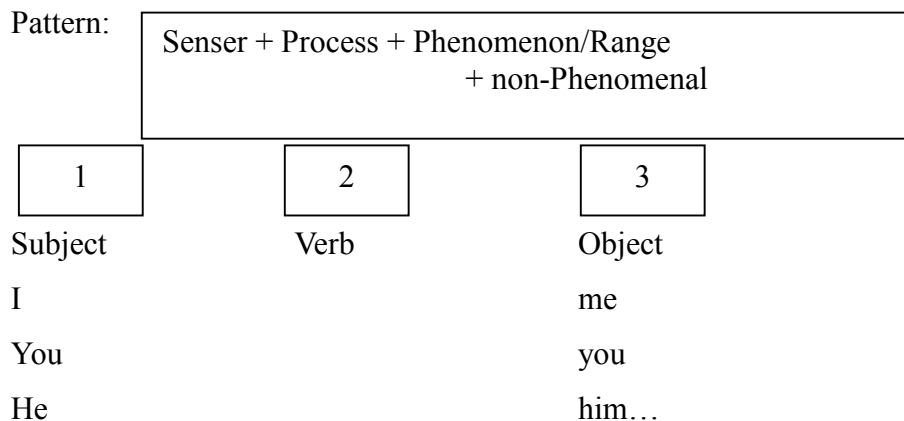 Pattern:
Senser + Process + Phenomenon/Range
+ non-Phenomenal
1 2 3
Subject Verb Object
I me
You you
He him…